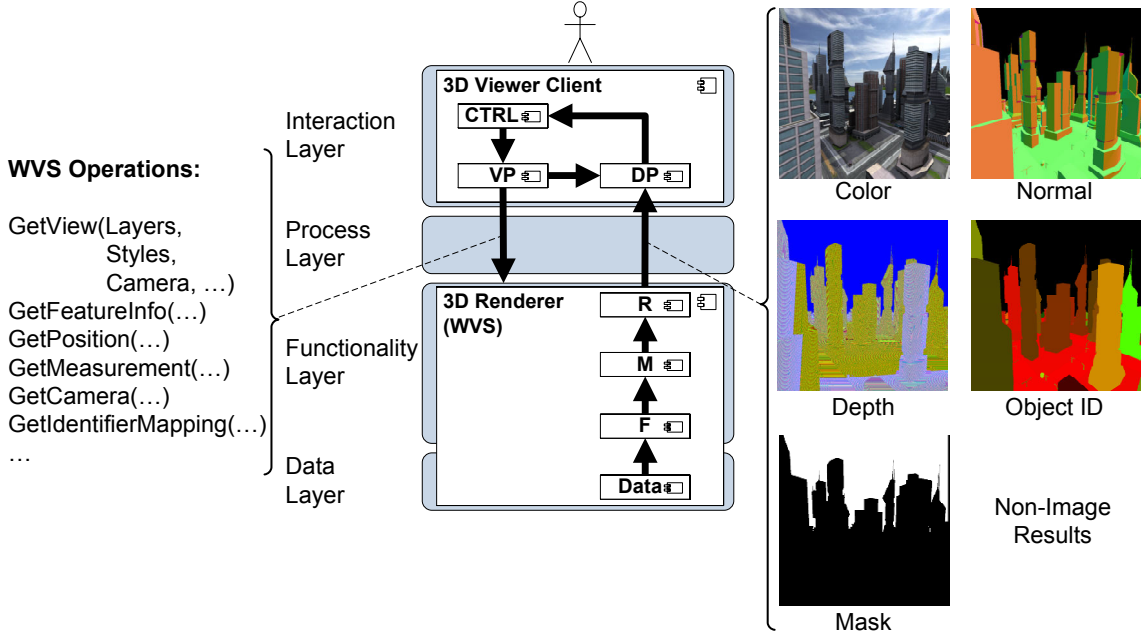 WVS Operations:
GetView(Layers,
Styles,
Camera, …)
GetFeatureInfo(…)
GetPosition(…)
GetMeasurement(…)
GetCamera(…)
GetIdentifierMapping(…)
…
Interaction
Layer
Process
Layer
Functionality
Layer
Data
Layer
3D Viewer Client
CTRL
VP
DP
3D Renderer
(WVS)
R
M
F
Data
Color
Normal
Depth
Object ID
Mask
Non-Image
Results